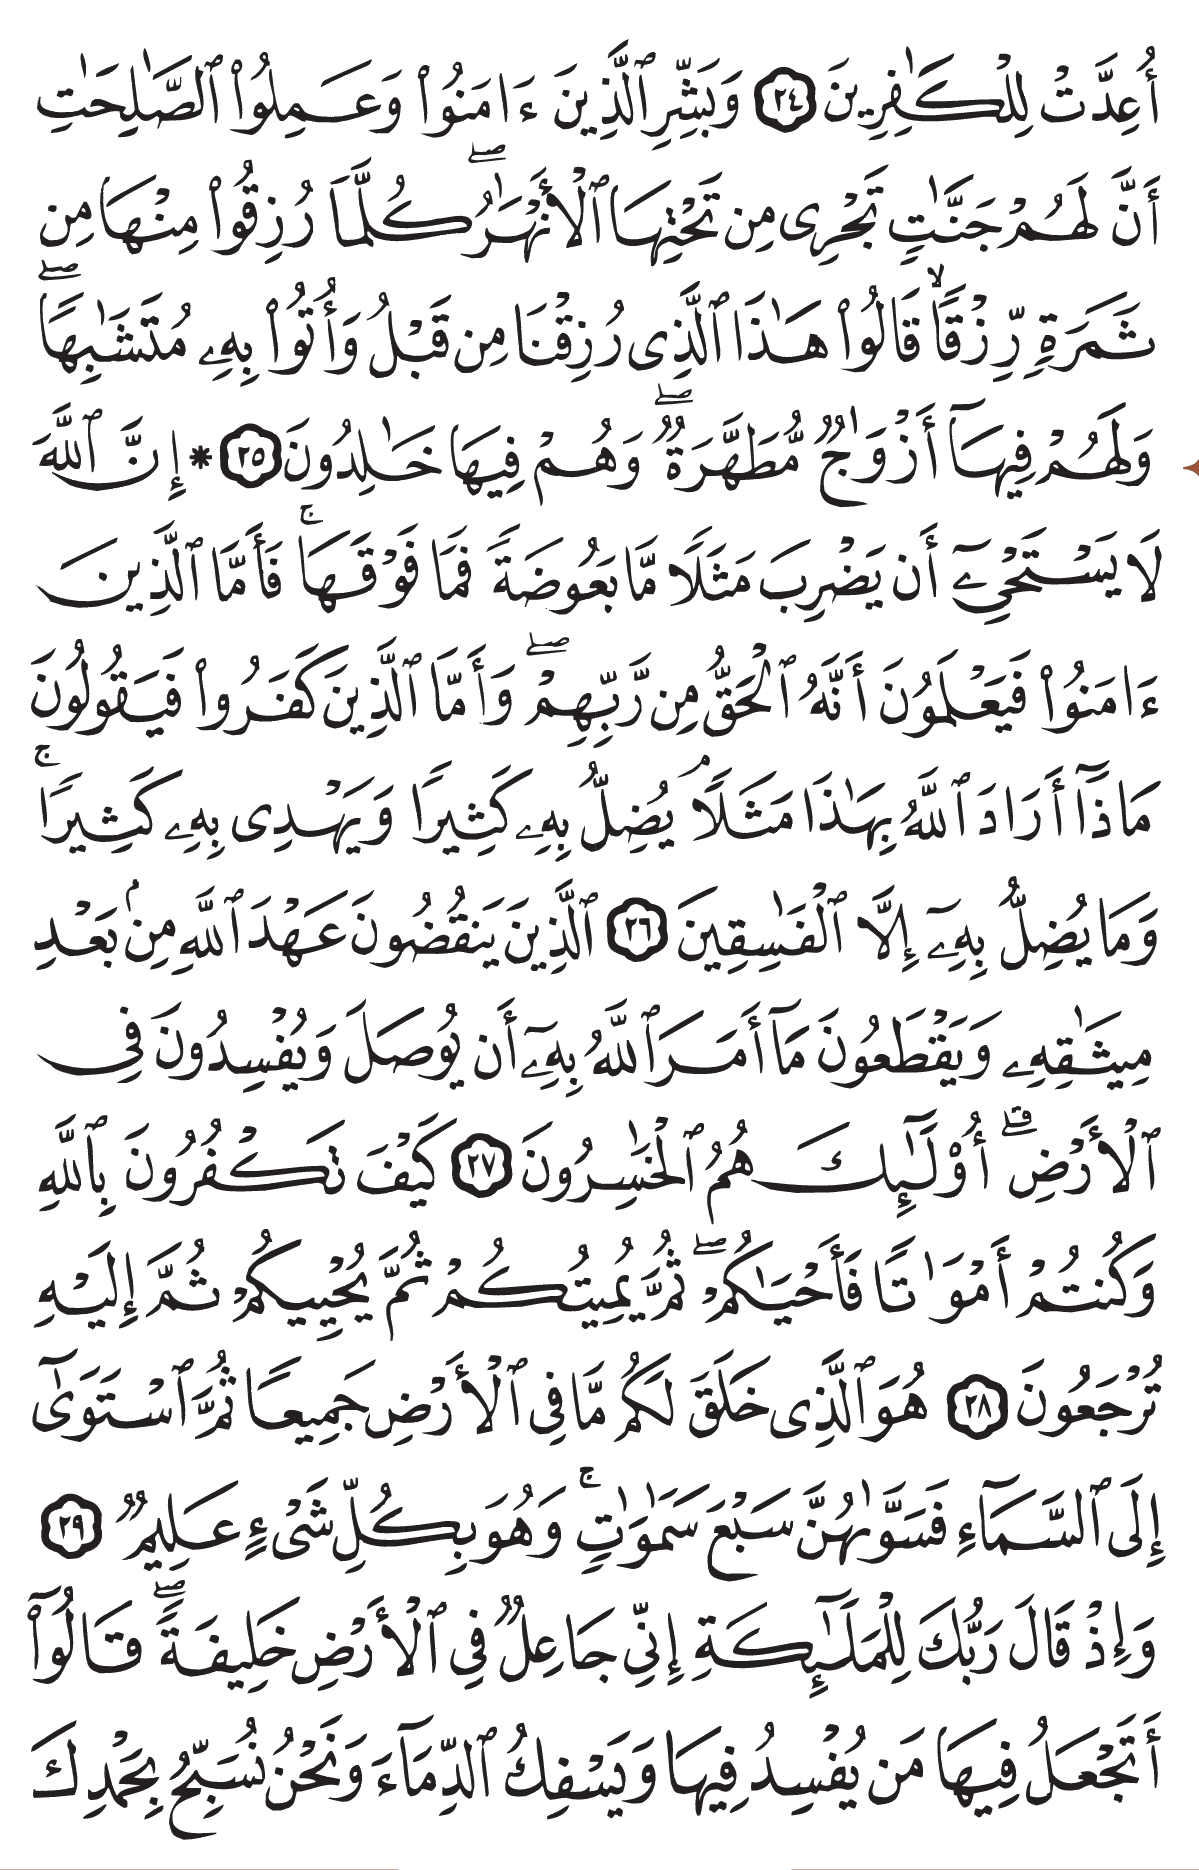 أُعِدَّتْ لِلْكَـٰفِرِينَ ٢٤ وَبَشِّرِ ٱلَّذِينَ ءَامَنُوا۟ وَعَمِلُوا۟ ٱلصَّـٰلِحَـٰتِ
أَنَّ لَهُمْ جَنَّـٰتٍ تَجْرِى مِن تَحْتِهَا ٱلْأَنْهَـٰرُ ۖ كُلَّمَا رُزِقُوا۟ مِنْهَا مِن
ثَمَرَةٍ رِّزْقًا ۙ قَالُوا۟ هَـٰذَا ٱلَّذِى رُزِقْنَا مِن قَبْلُ وَأُتُوا۟ بِهِۦ مُتَشَـٰبِهًا ۖ
وَلَهُمْ فِيهَآ أَزْوَٰجٌ مُّطَهَّرَةٌ ۖ وَهُمْ فِيهَا خَـٰلِدُونَ ٢٥ * إِنَّ ٱللَّهَ
لَا يَسْتَحْىِۦٓ أَن يَضْرِبَ مَثَلًا مَّا بَعُوضَةً فَمَا فَوْقَهَا ۚ فَأَمَّا ٱلَّذِينَ
ءَامَنُوا۟ فَيَعْلَمُونَ أَنَّهُ ٱلْحَقُّ مِن رَّبِّهِمْ ۖ وَأَمَّا ٱلَّذِينَ كَفَرُوا۟ فَيَقُولُونَ
مَاذَآ أَرَادَ ٱللَّهُ بِهَـٰذَا مَثَلًا ۘ يُضِلُّ بِهِۦ كَثِيرًا وَيَهْدِى بِهِۦ كَثِيرًا ۚ
وَمَا يُضِلُّ بِهِۦٓ إِلَّا ٱلْفَـٰسِقِينَ ٢٦ ٱلَّذِينَ يَنقُضُونَ عَهْدَ ٱللَّهِ مِنۢ بَعْدِ
مِيثَـٰقِهِۦ وَيَقْطَعُونَ مَآ أَمَرَ ٱللَّهُ بِهِۦٓ أَن يُوصَلَ وَيُفْسِدُونَ فِى
ٱلْأَرْضِ ۗ أُو۟لَـٰٓئِكَ هُمُ ٱلْخَـٰسِرُونَ ٢٧ كَيْفَ تَكْفُرُونَ بِٱللَّهِ
وَكُنتُمْ أَمْوَٰتًا فَأَحْيَـٰكُمْ ۖ ثُمَّ يُمِيتُكُمْ ثُمَّ يُحْيِيكُمْ ثُمَّ إِلَيْهِ
تُرْجَعُونَ ٢٨ هُوَ ٱلَّذِى خَلَقَ لَكُم مَّا فِى ٱلْأَرْضِ جَمِيعًا ثُمَّ ٱسْتَوَىٰٓ
إِلَى ٱلسَّمَآءِ فَسَوَّىٰهُنَّ سَبْعَ سَمَـٰوَٰتٍ ۚ وَهُوَ بِكُلِّ شَىْءٍ عَلِيمٌ ٢٩
وَإِذْ قَالَ رَبُّكَ لِلْمَلَـٰٓئِكَةِ إِنِّى جَاعِلٌ فِى ٱلْأَرْضِ خَلِيفَةً ۖ قَالُوٓا۟
أَتَجْعَلُ فِيهَا مَن يُفْسِدُ فِيهَا وَيَسْفِكُ ٱلدِّمَآءَ وَنَحْنُ نُسَبِّحُ بِحَمْدِكَ